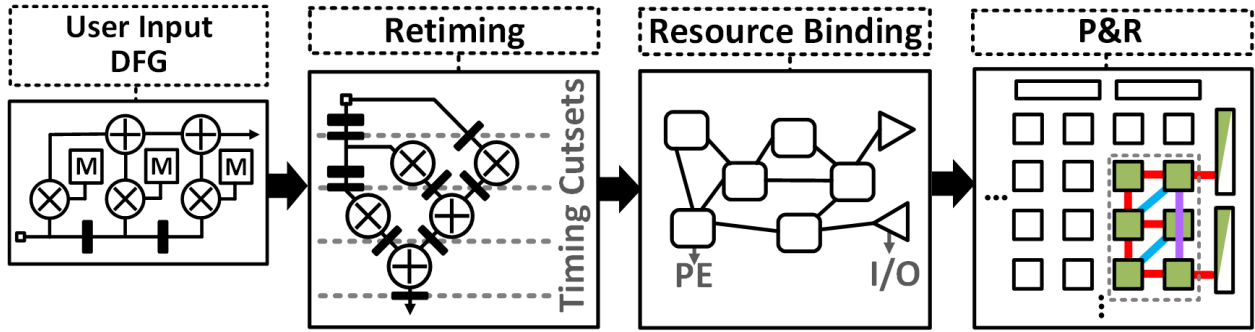 User Input
DFG
Retiming
Resource Binding
P&R
M
M
M
Timing Cutsets
PE
I/O
...